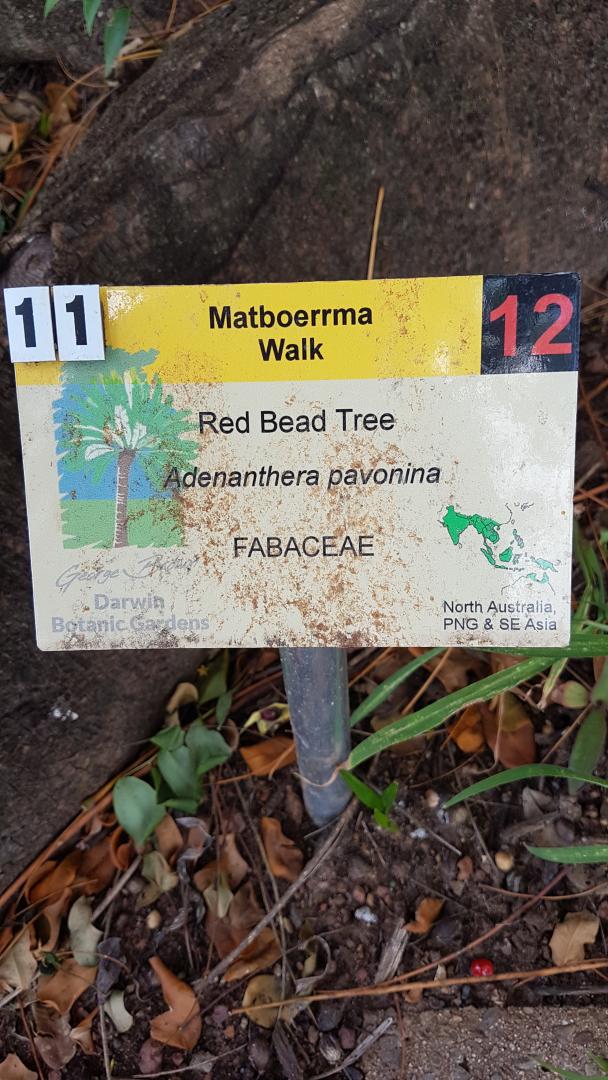 11
Matboerrma
Walk
12
Red Bead Tree
Adenanthera pavonina
FABACEAE
George
Darwin
Botanic Gardens
North Australia,
PNG & SE Asia